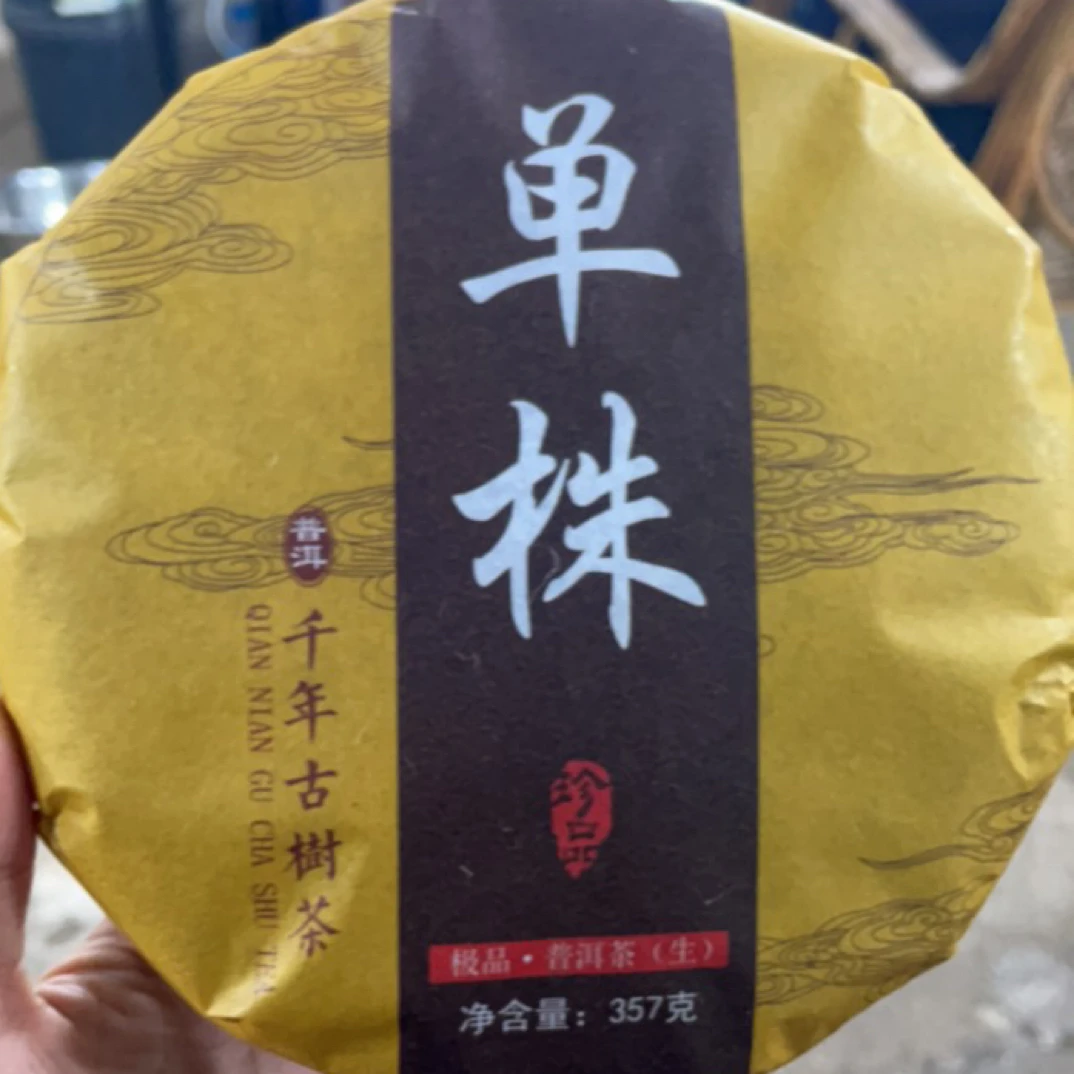 单株
珍品
极品·普洱茶（生）
净含量：357克
普洱
千年古樹茶
QIAN NIAN GU CHA SHU TEA